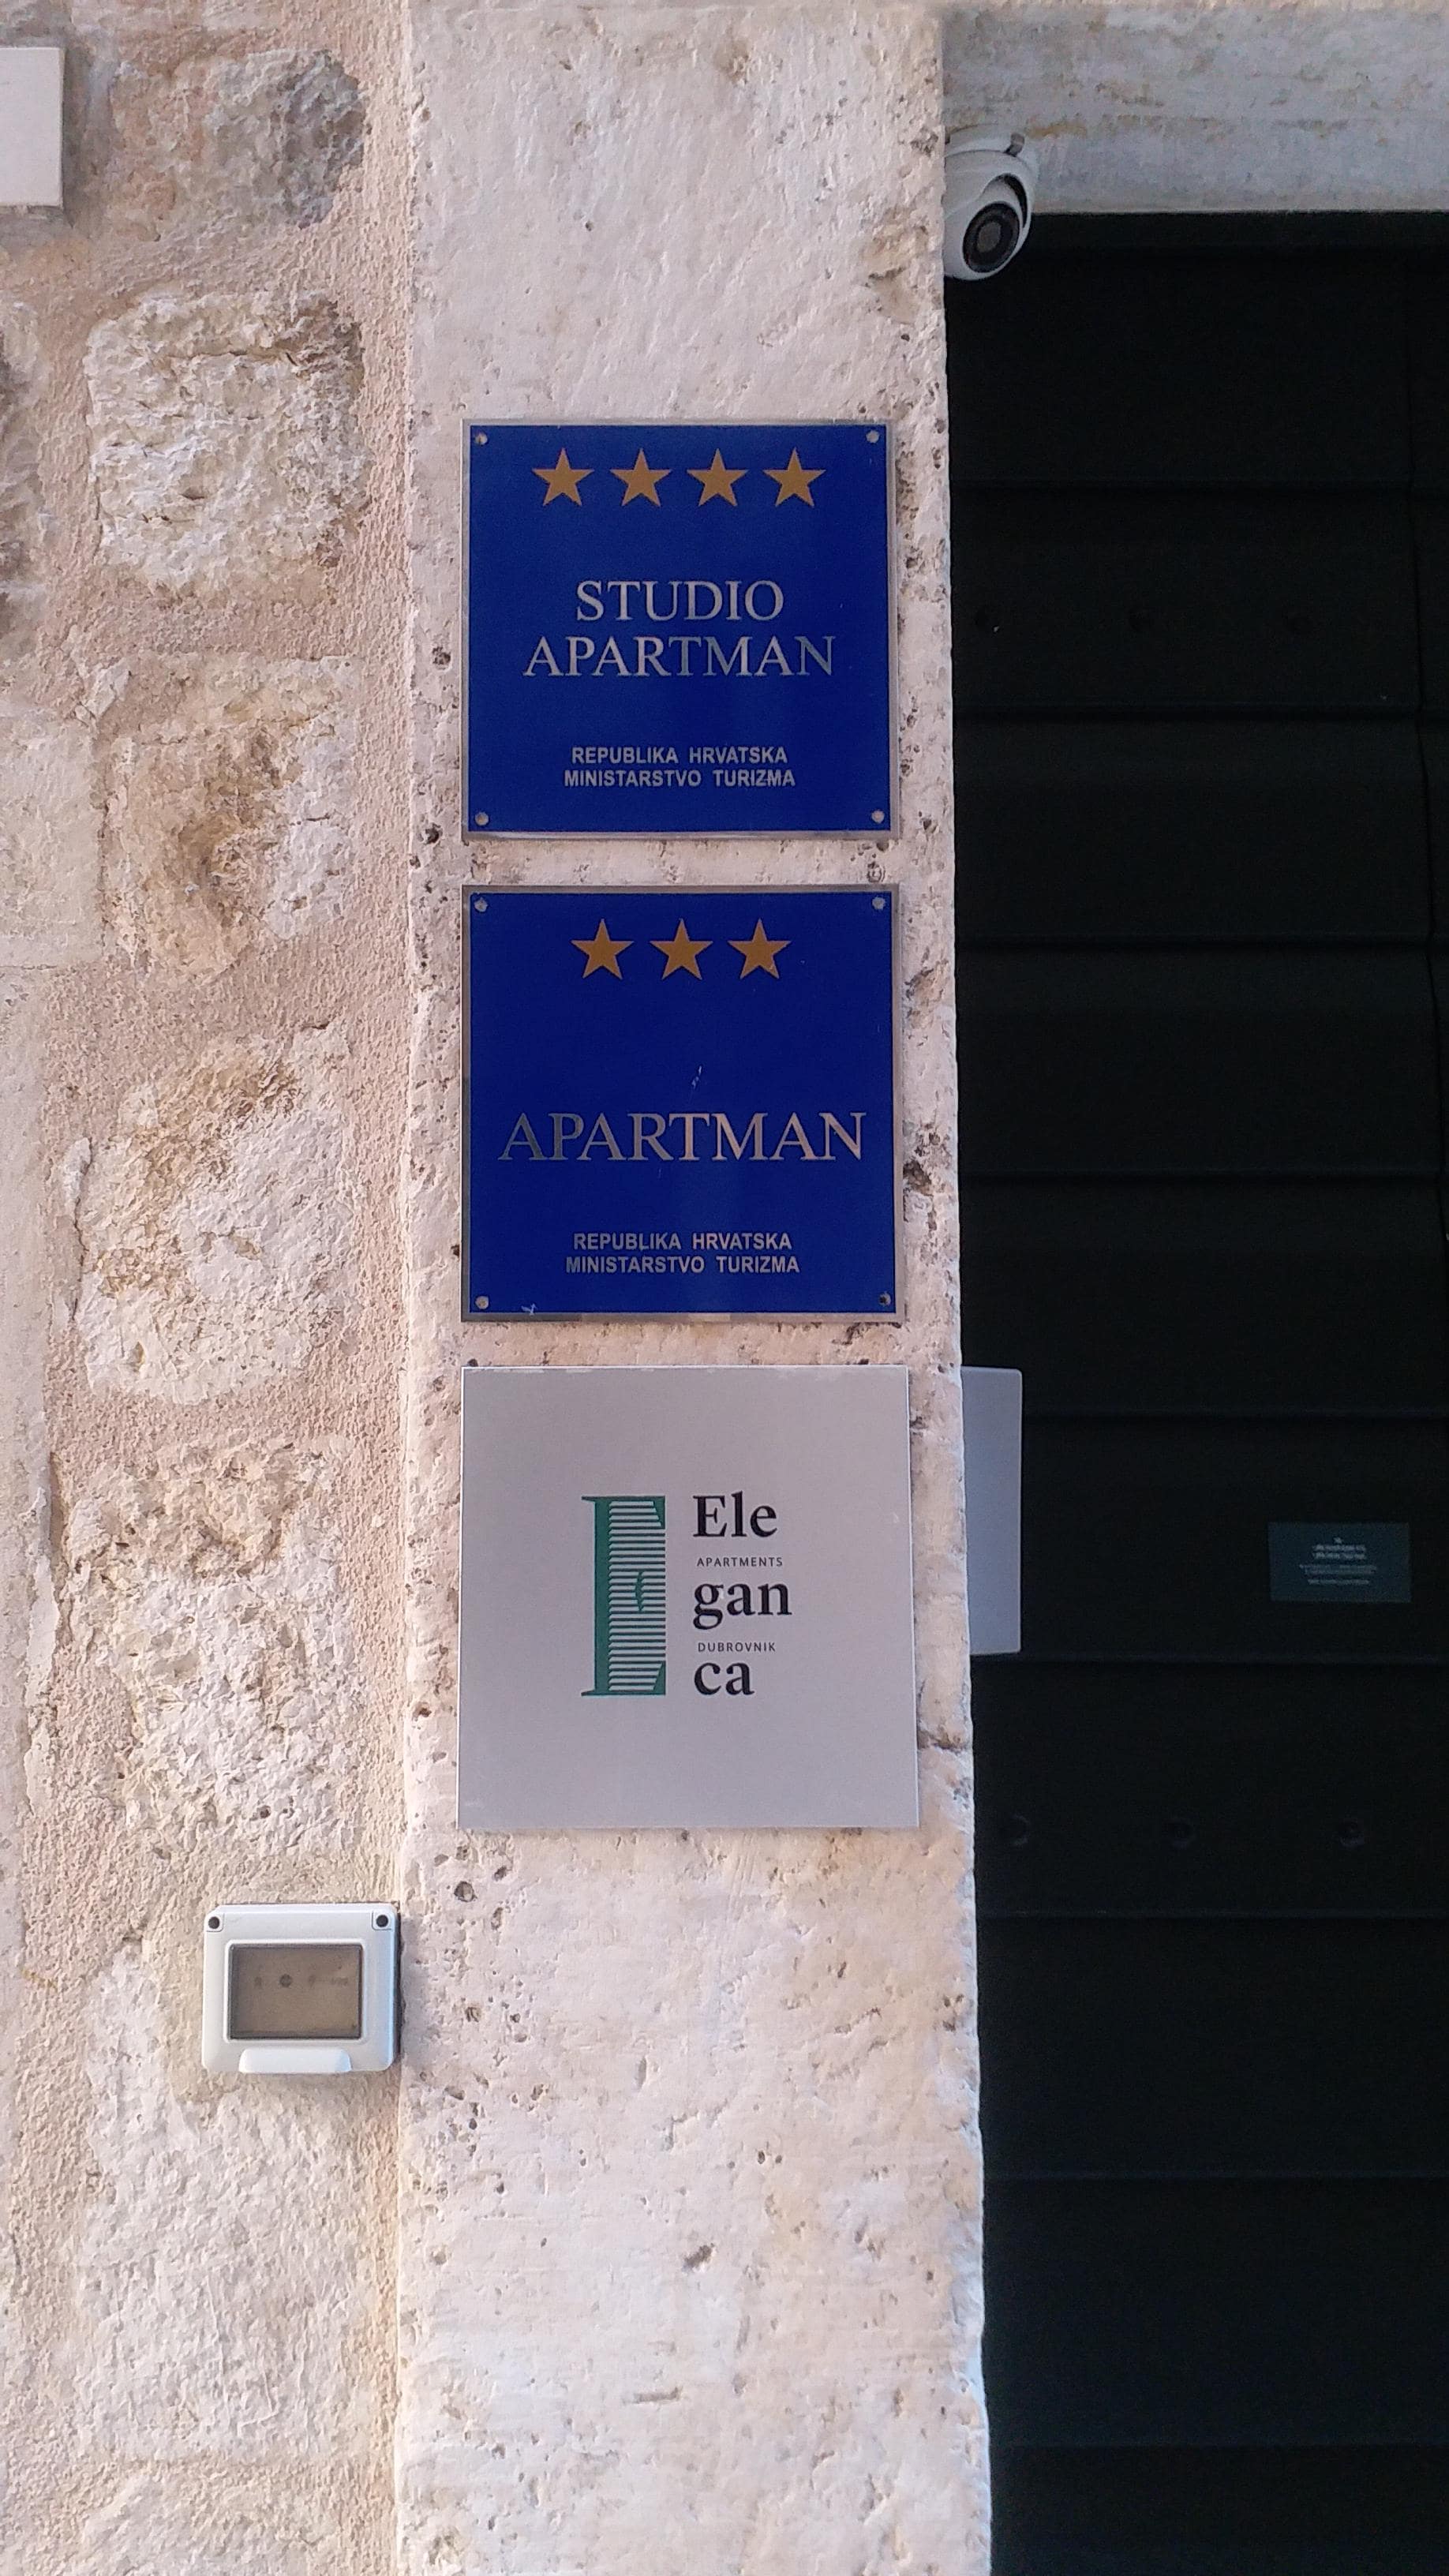 STUDIO
APARTMAN
REPUBLIKA HRVATSKA
MINISTARSTVO TURIZMA
APARTMAN
REPUBLIKA HRVATSKA
MINISTARSTVO TURIZMA
E
Ele
APARTMENTS
gan
DUBROVNIK
ca